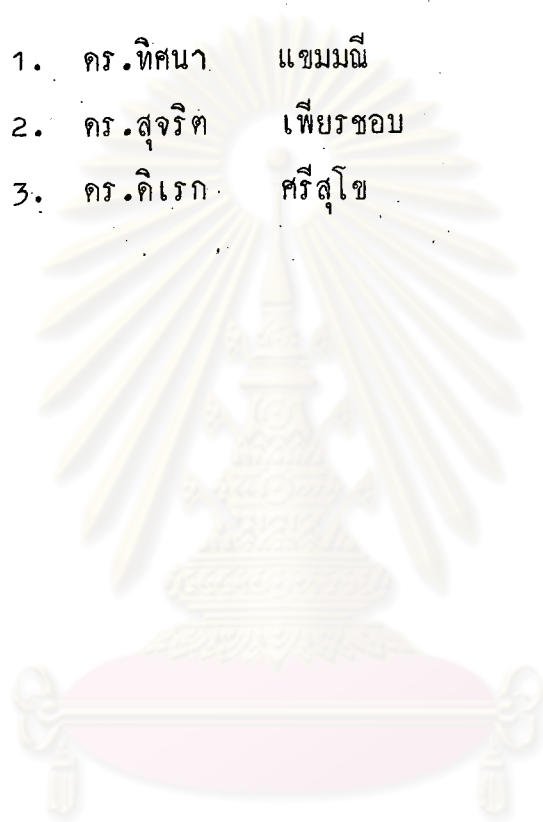 1. ดร.ทิศนา แขมมณี
2. ดร.สุจริต เพียรชอบ
3. ดร.ดิเรก ศรีสุโข